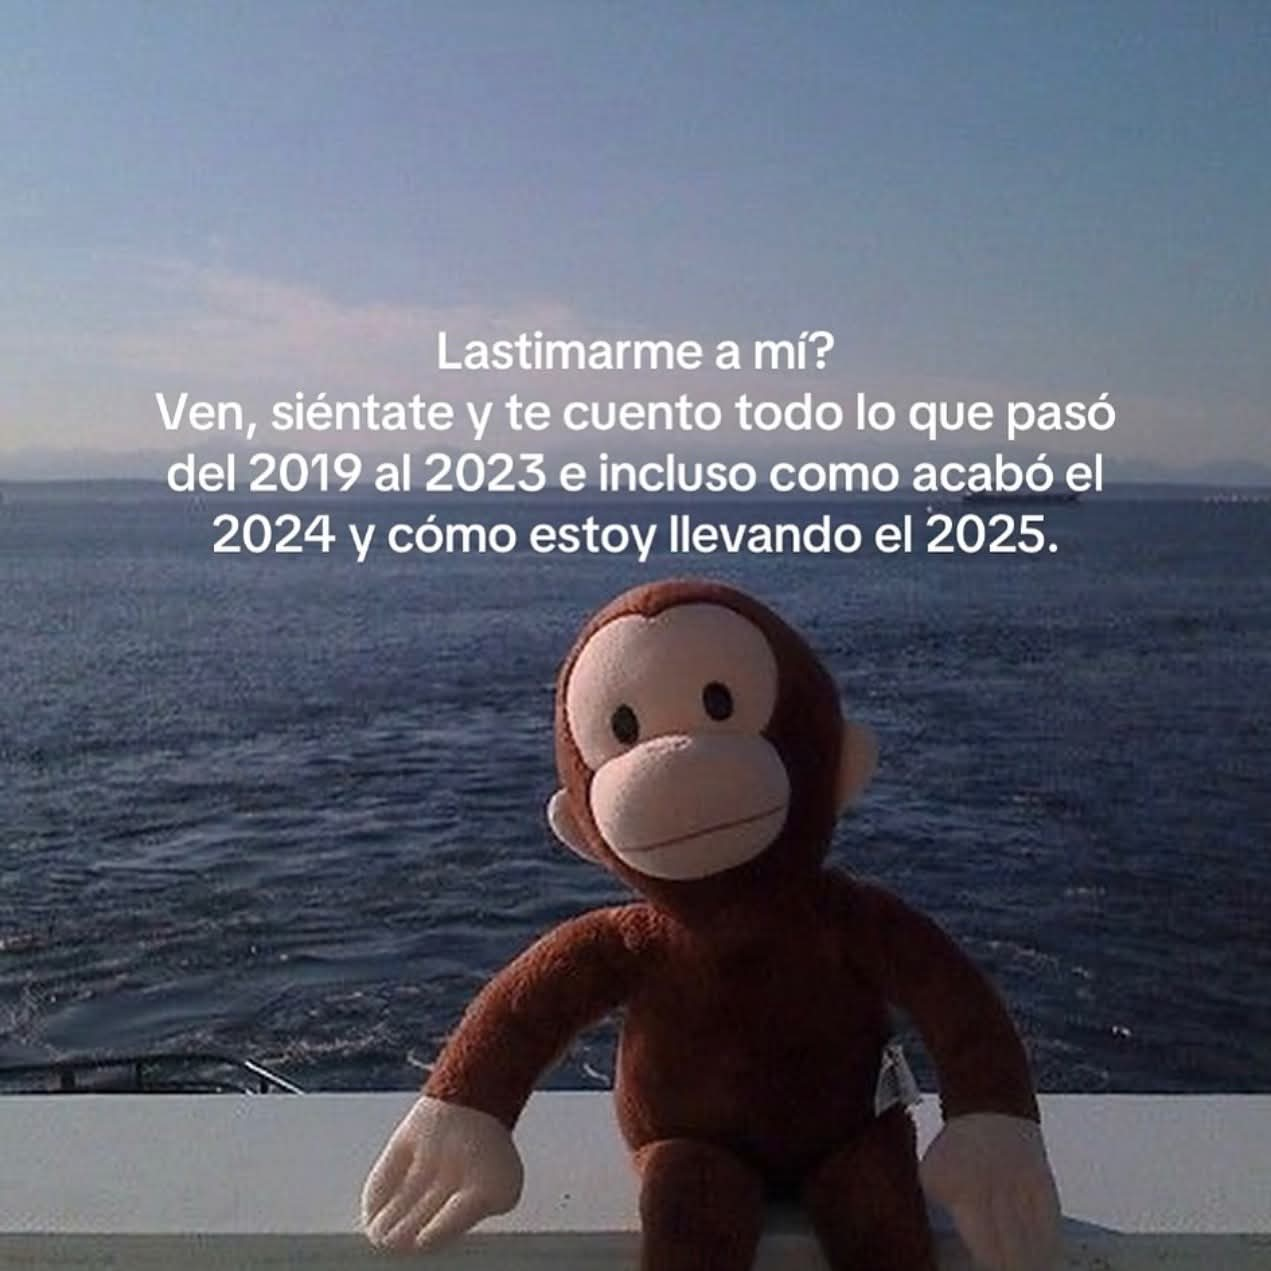 Lastimarme a mí?
Ven, siéntate y te cuento todo lo que pasó
del 2019 al 2023 e incluso como acabó el
2024 y cómo estoy llevando el 2025.